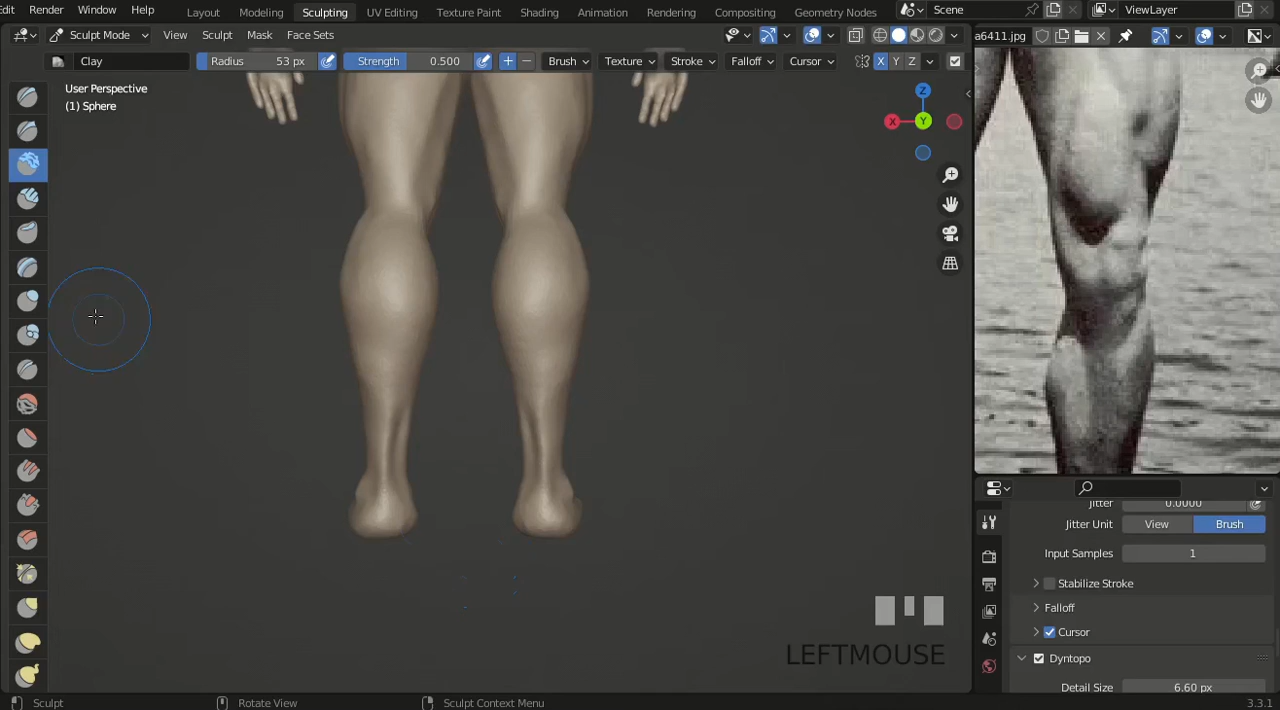 Edit Render Window Help Layout Modeling Sculpting UV Editing Texture Paint Shading Animation Rendering Compositing Geometry Nodes Scene ViewLayer
Sculpt Mode View Sculpt Mask Face Sets a6411.jpg
Clay Radius 53 px Strength 0.500 Brush Texture Stroke Falloff Cursor X Y Z
User Perspective
(1) Sphere
Z
X Y
Jitter 0.0000
Jitter Unit View Brush
Input Samples 1
Stabilize Stroke
Falloff
Cursor
LEFTMOUSE
Dyntopo
Detail Size 6.60 px
Sculpt Rotate View Sculpt Context Menu 3.3.1